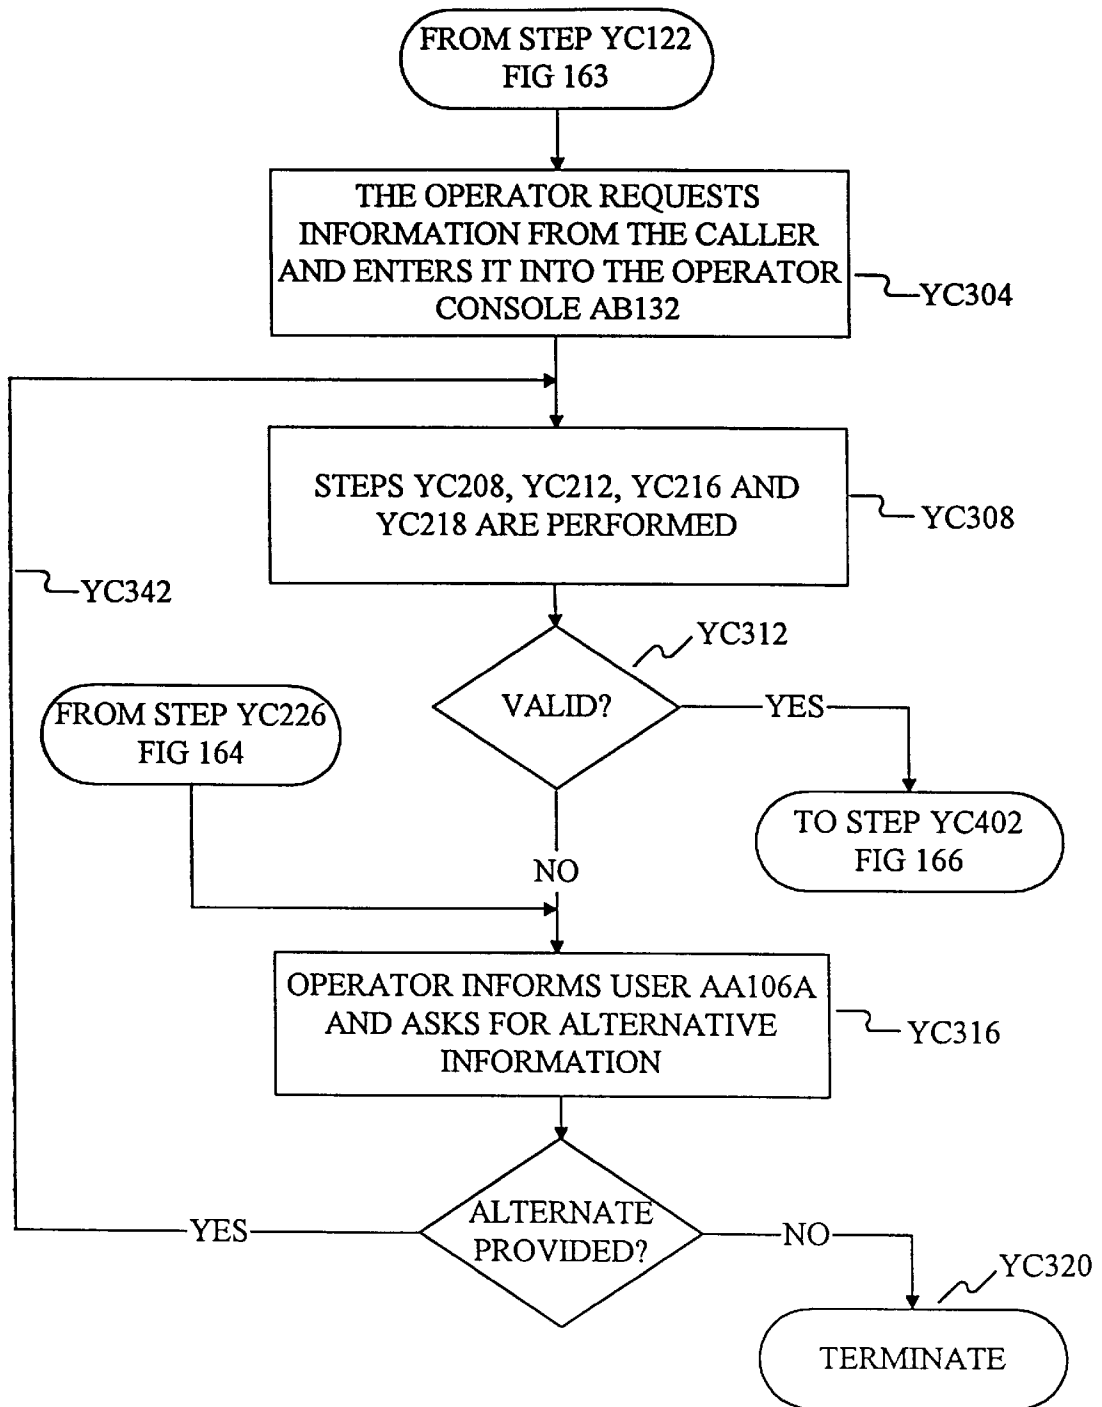 FROM STEP YC122
FIG 163
THE OPERATOR REQUESTS
INFORMATION FROM THE CALLER
AND ENTERS IT INTO THE OPERATOR
CONSOLE AB132
YC304
STEPS YC208, YC212, YC216 AND
YC218 ARE PERFORMED
YC308
YC342
YC312
VALID?
YES
FROM STEP YC226
FIG 164
TO STEP YC402
FIG 166
NO
OPERATOR INFORMS USER AA106A
AND ASKS FOR ALTERNATIVE
INFORMATION
YC316
ALTERNATE
PROVIDED?
YES
NO
YC320
TERMINATE